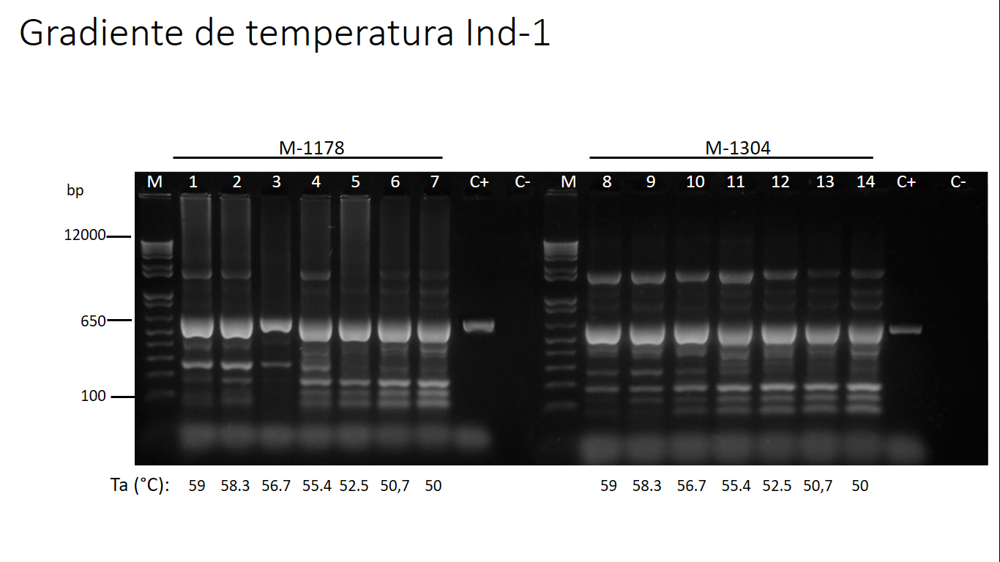 Gradiente de temperatura Ind-1
M-1178 M-1304
M 1 2 3 4 5 6 7 C+ C- M 8 9 10 11 12 13 14 C+ C-
bp
12000
650
100
Ta (°C): 59 58.3 56.7 55.4 52.5 50,7 50 59 58.3 56.7 55.4 52.5 50,7 50